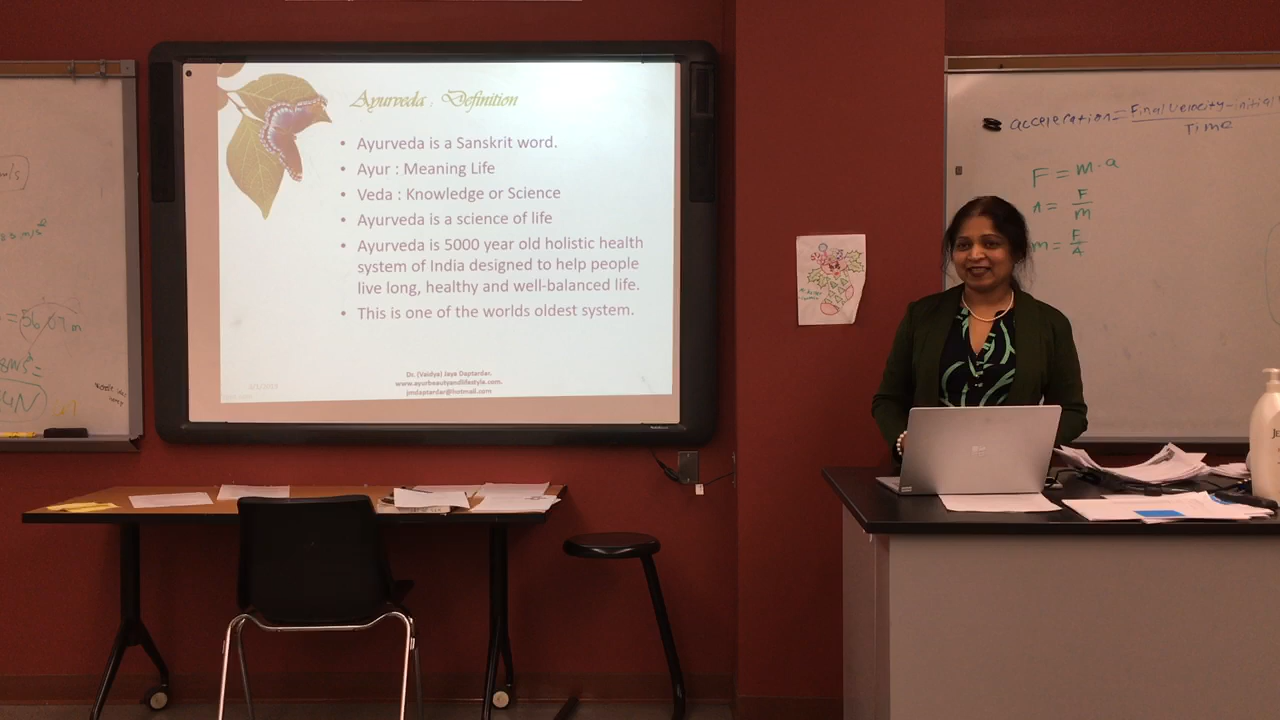 Ayurveda : Definition
• Ayurveda is a Sanskrit word.
• Ayur : Meaning Life
• Veda : Knowledge or Science
• Ayurveda is a science of life
• Ayurveda is 5000 year old holistic health
system of India designed to help people
live long, healthy and well-balanced life.
• This is one of the worlds oldest system.
Dr. (Vaidya) Jaya Daptardar,
www.ayurbeautyandlifestyle.com.
jmdaptardar@hotmail.com
acceleration = Final velocity - initial
Time
F = m · a
A = F
m
m = F
A